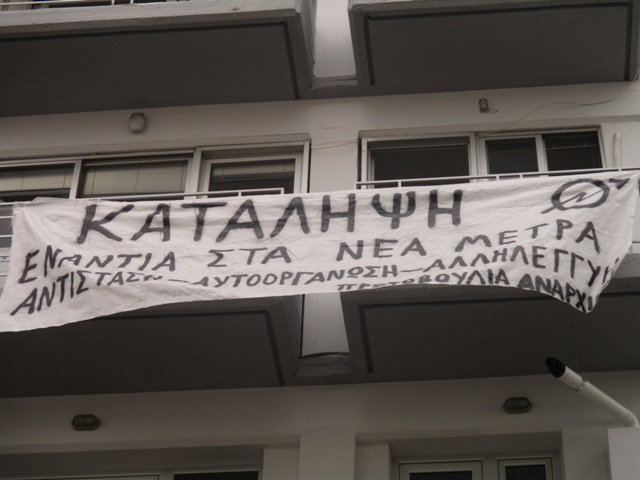 ΚΑΤΑΛΗΨΗ
ΕΝΑΝΤΙΑ ΣΤΑ ΝΕΑ ΜΕΤΡΑ
ΑΝΤΙΣΤΑΣΗ – ΑΥΤΟΟΡΓΑΝΩΣΗ – ΑΛΛΗΛΕΓΓΥΗ
ΠΡΩΤΟΒΟΥΛΙΑ